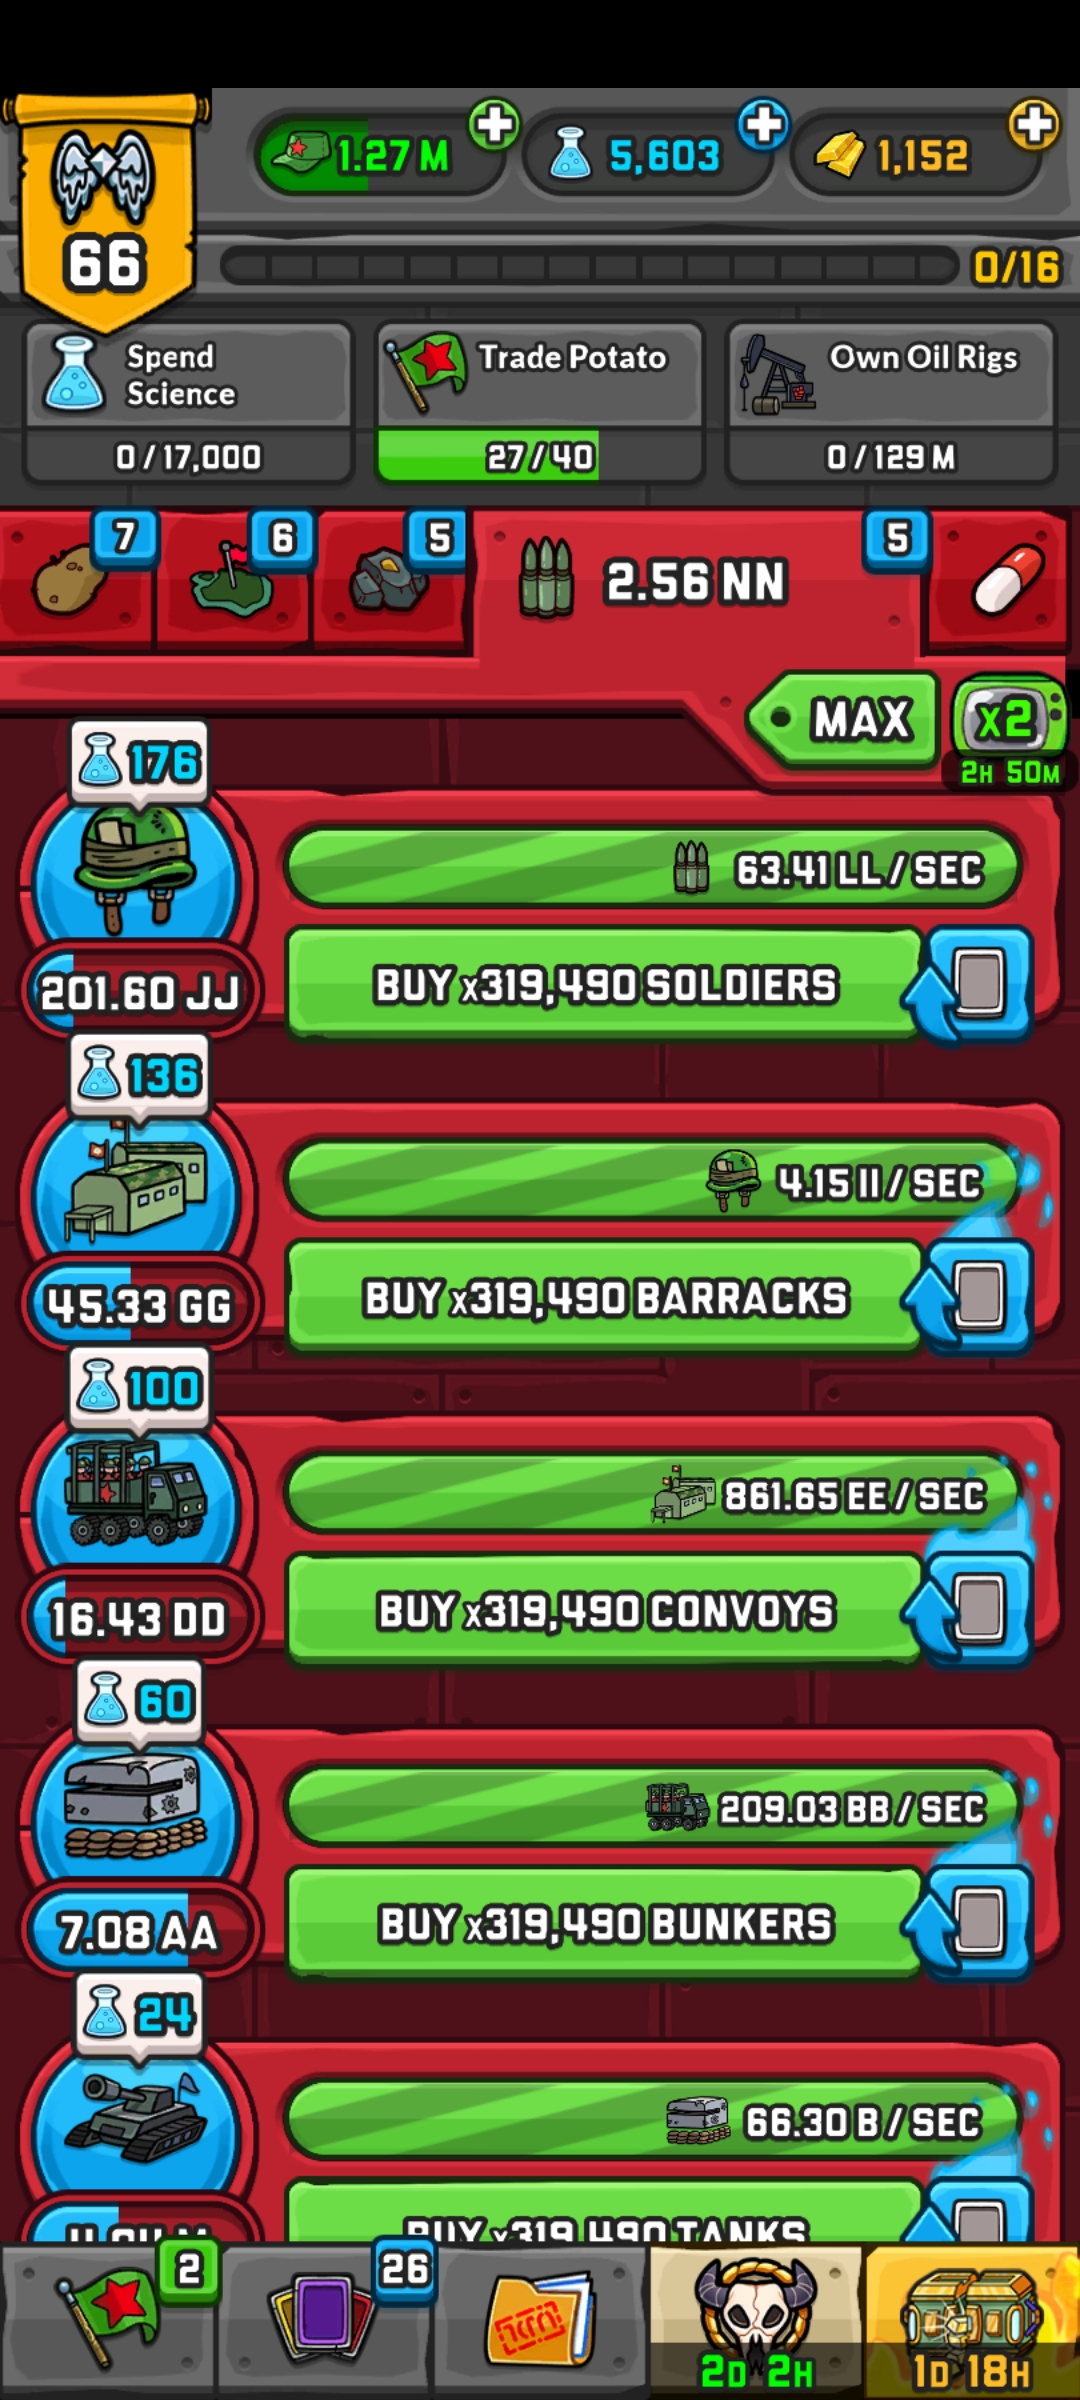 1.27 M
5,603
1,152
66
0/16
Spend
Science
0 / 17,000
Trade Potato
27 / 40
Own Oil Rigs
0 / 129 M
7
6
5
2.56 NN
5
MAX
x2
2H 50M
176
63.41 LL / SEC
201.60 JJ
BUY x319,490 SOLDIERS
136
4.15 II / SEC
45.33 GG
BUY x319,490 BARRACKS
100
861.65 EE / SEC
16.43 DD
BUY x319,490 CONVOYS
60
209.03 BB / SEC
7.08 AA
BUY x319,490 BUNKERS
24
66.30 B / SEC
BUY x319,490 TANKS
2
26
2D 2H
1D 18H